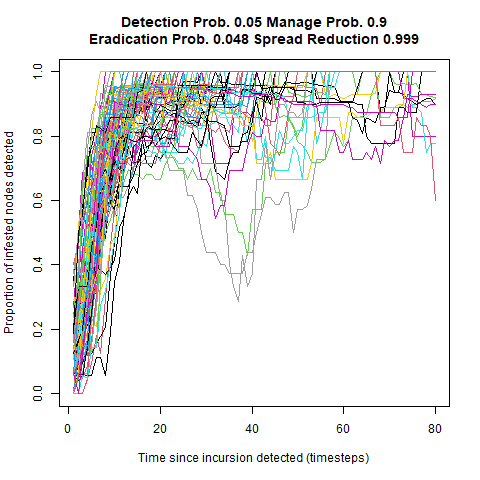 Detection Prob. 0.05 Manage Prob. 0.9
Eradication Prob. 0.048 Spread Reduction 0.999
Proportion of infested nodes detected
1.0
0.8
0.6
0.4
0.2
0.0
0 20 40 60 80
Time since incursion detected (timesteps)